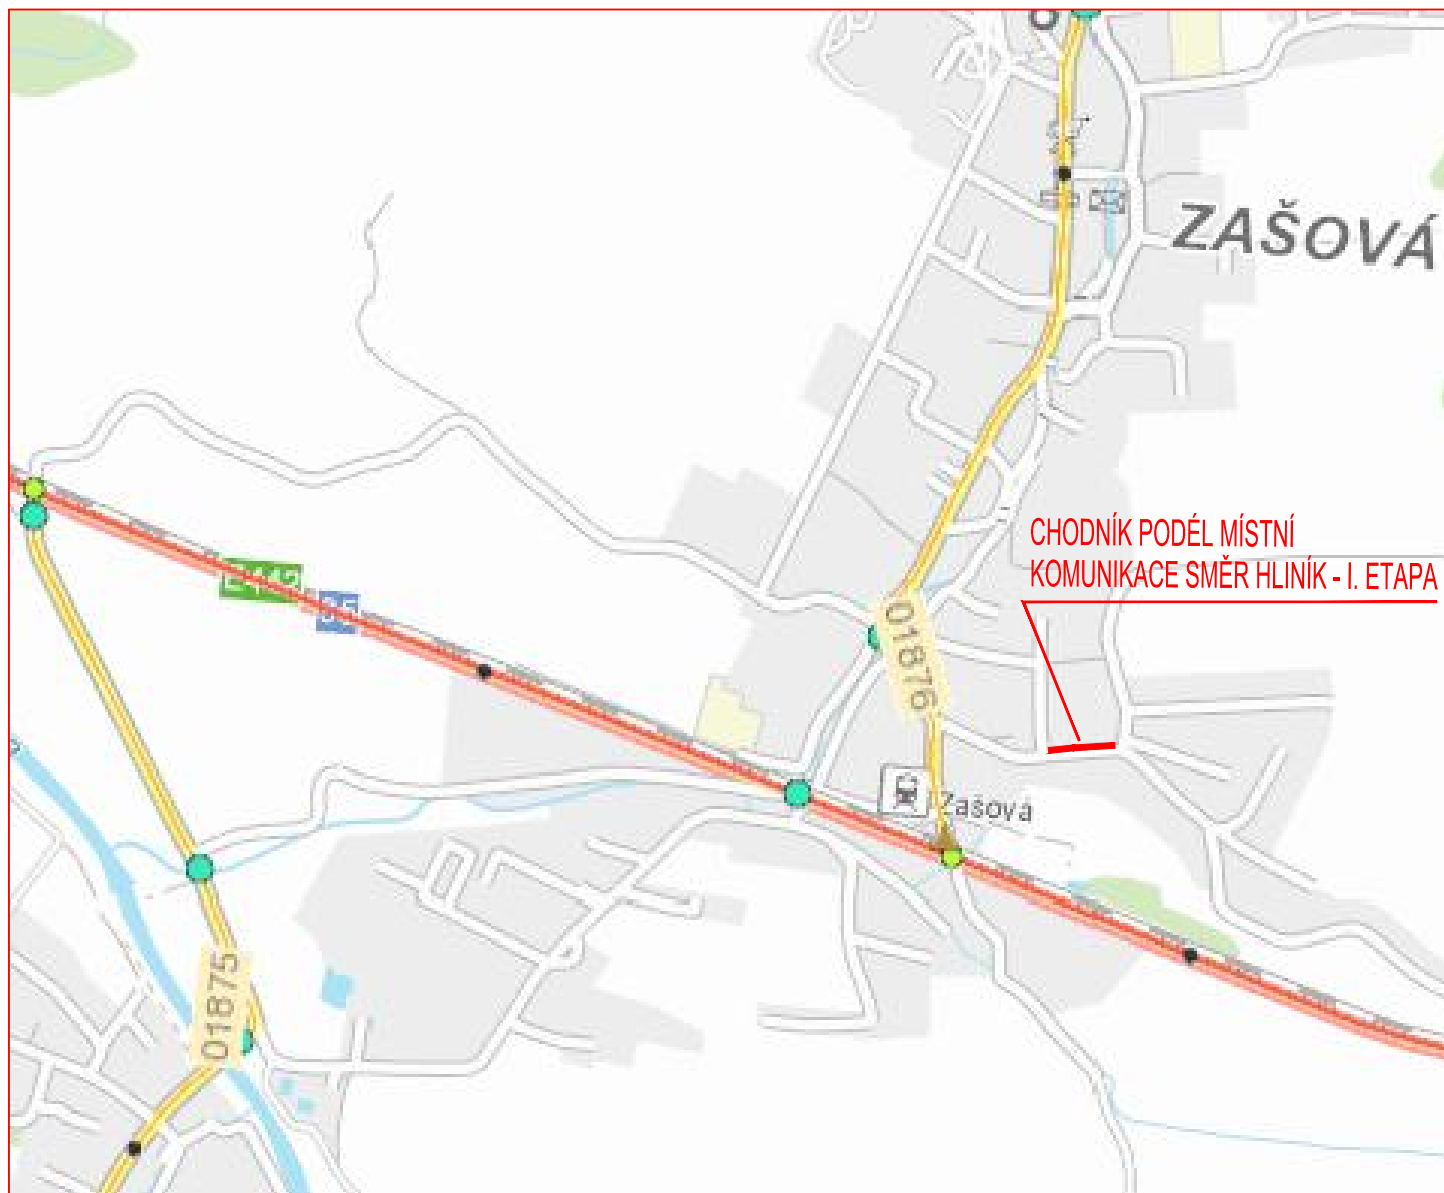 ZAŠOVÁ
CHODNÍK PODÉL MÍSTNÍ
KOMUNIKACE SMĚR HLINÍK - I. ETAPA
01876
Zašová
01875